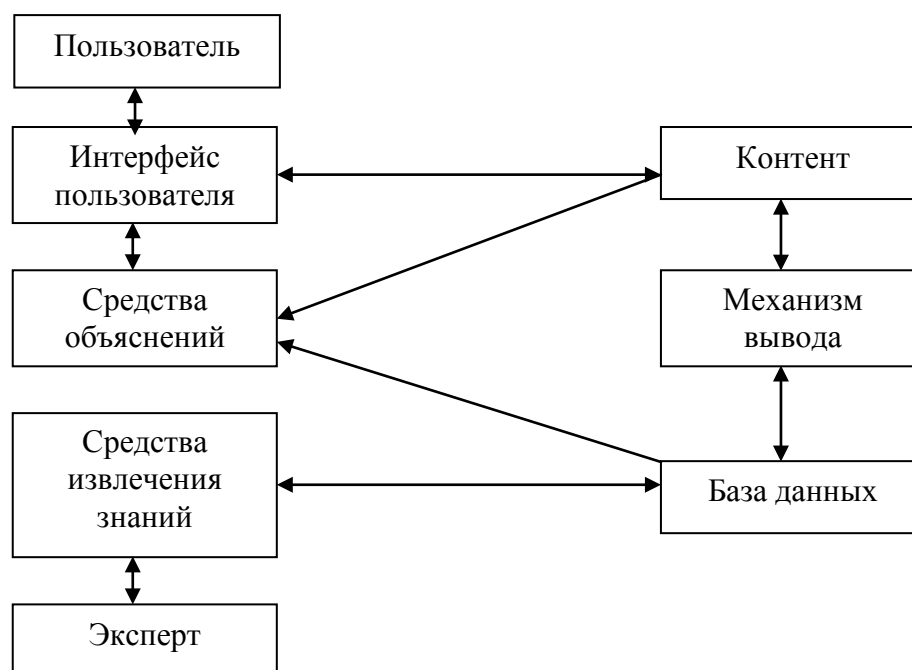 Пользователь
Интерфейс
пользователя
Контент
Средства
объяснений
Механизм
вывода
Средства
извлечения
знаний
База данных
Эксперт